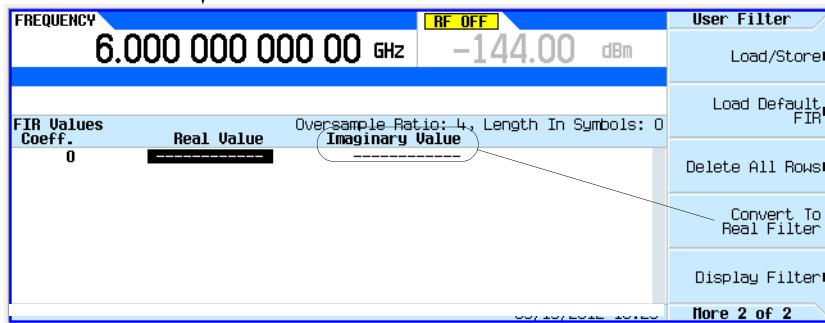 FREQUENCY
RF OFF
User Filter
6.000 000 000 00 GHz
-144.00 dBm
Load/Store
Load Default
FIR
FIR Values
Oversample Ratio: 4, Length In Symbols: 0
Coeff.
Real Value
Imaginary Value
0
------------
------------
Delete All Rows
Convert To
Real Filter
Display Filter
More 2 of 2